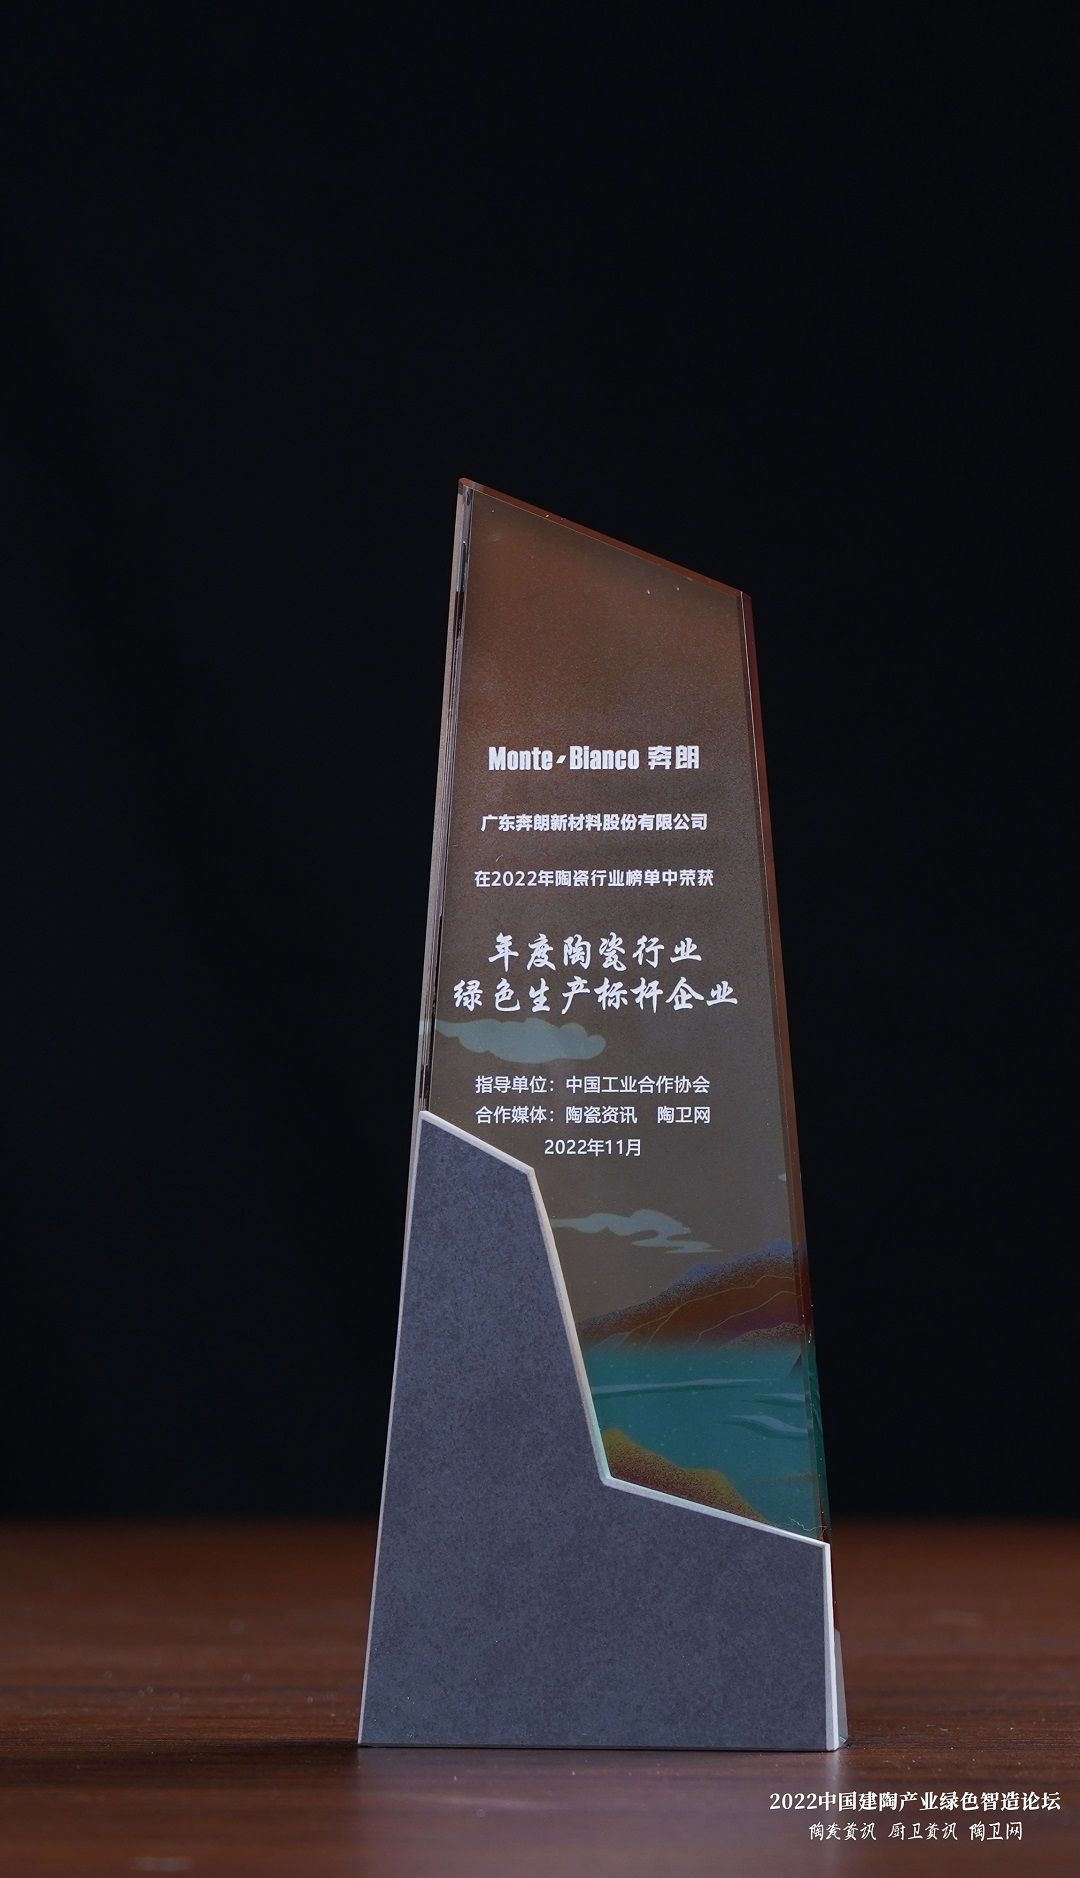 Monte-Bianco 奔朗
广东奔朗新材料股份有限公司
在2022年陶瓷行业榜单中荣获
年度陶瓷行业
绿色生产标杆企业
指导单位：中国工业合作协会
合作媒体：陶瓷资讯 陶卫网
2022年11月
2022中国建陶产业绿色智造论坛
陶瓷资讯 厨卫资讯 陶卫网